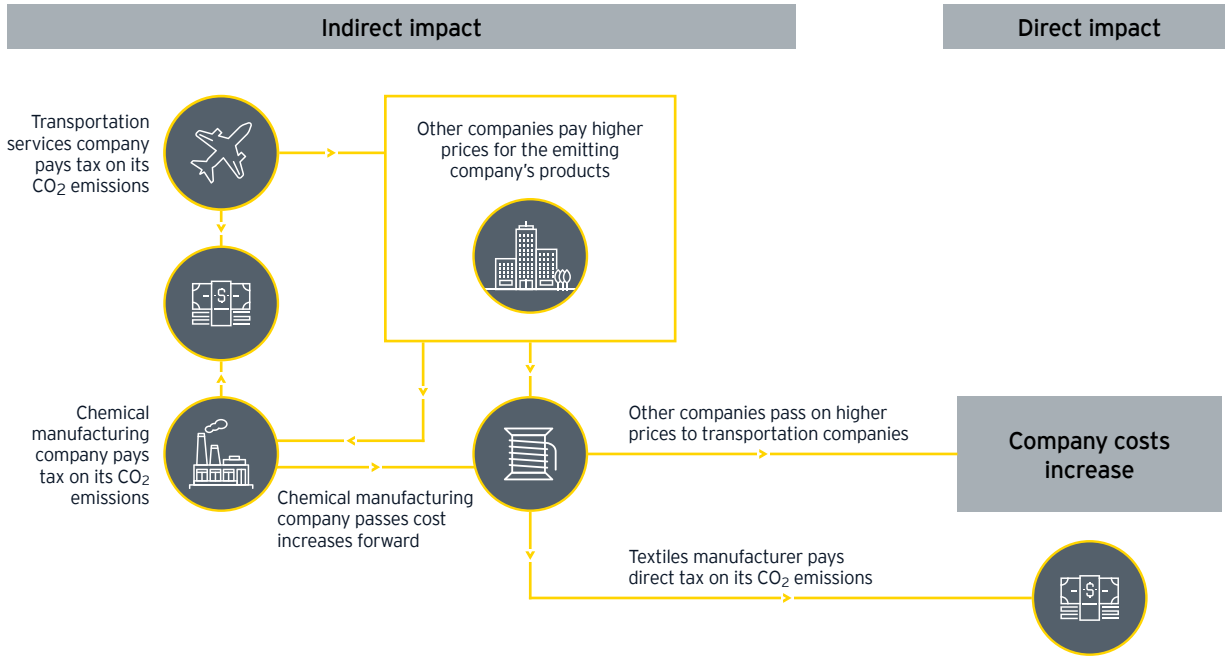 Indirect impact
Direct impact
Transportation
services company
pays tax on its
CO2 emissions
Other companies pay higher
prices for the emitting
company’s products
$
Chemical
manufacturing
company pays
tax on its CO2
emissions
Chemical manufacturing
company passes cost
increases forward
Other companies pass on higher
prices to transportation companies
Company costs
increase
Textiles manufacturer pays
direct tax on its CO2 emissions
$